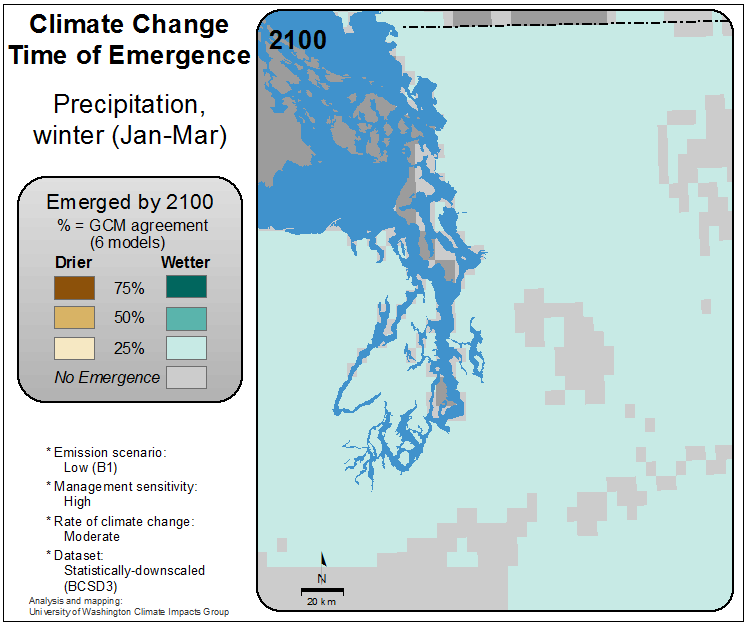 Climate Change
Time of Emergence
Precipitation,
winter (Jan-Mar)
Emerged by 2100
% = GCM agreement
(6 models)
Drier Wetter
75%
50%
25%
No Emergence
* Emission scenario:
Low (B1)
* Management sensitivity:
High
* Rate of climate change:
Moderate
* Dataset:
Statistically-downscaled
(BCSD3)
Analysis and mapping:
University of Washington Climate Impacts Group
2100
N
20 km